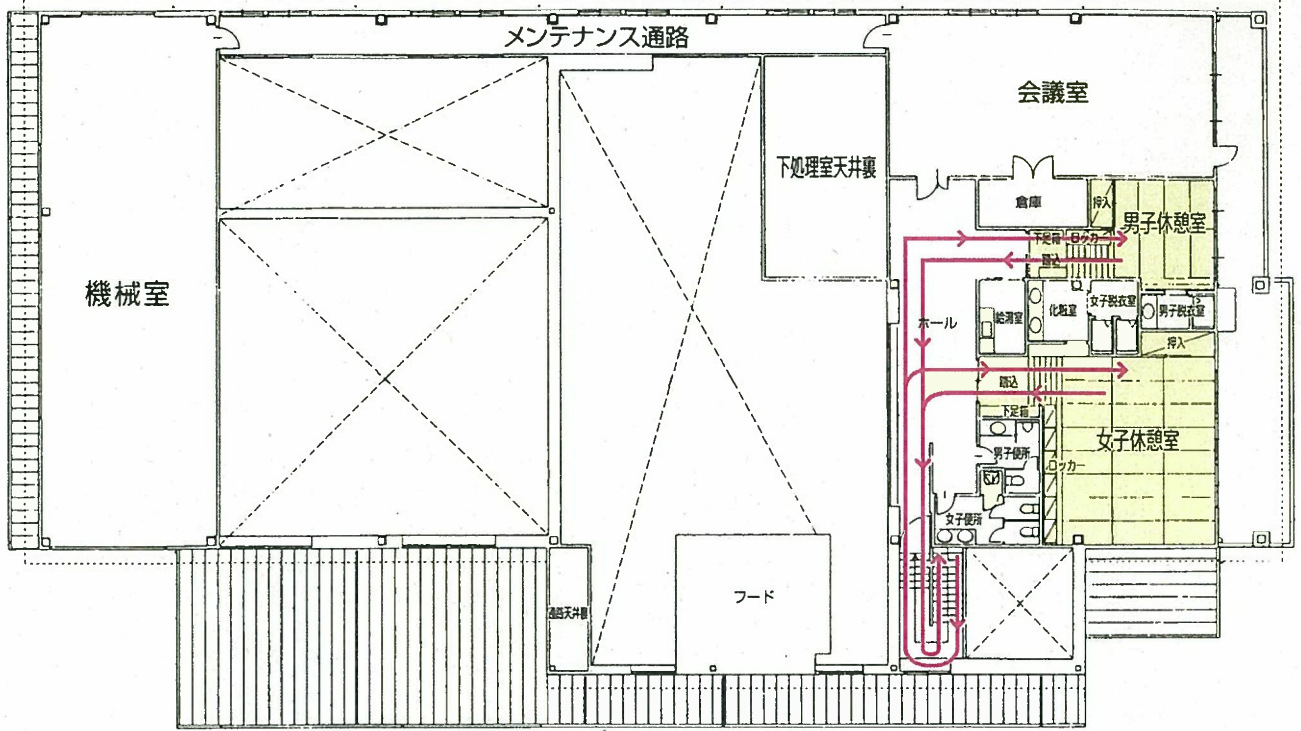 メンテナンス通路
会議室
下処理室天井裏
倉庫
押入
男子休憩室
下足箱
ロッカー
踏込
機械室
ホール
給湯室
化粧室
女子脱衣室
男子脱衣室
押入
踏込
下足箱
女子休憩室
男子便所
ロッカー
女子便所
フード
通路天井裏